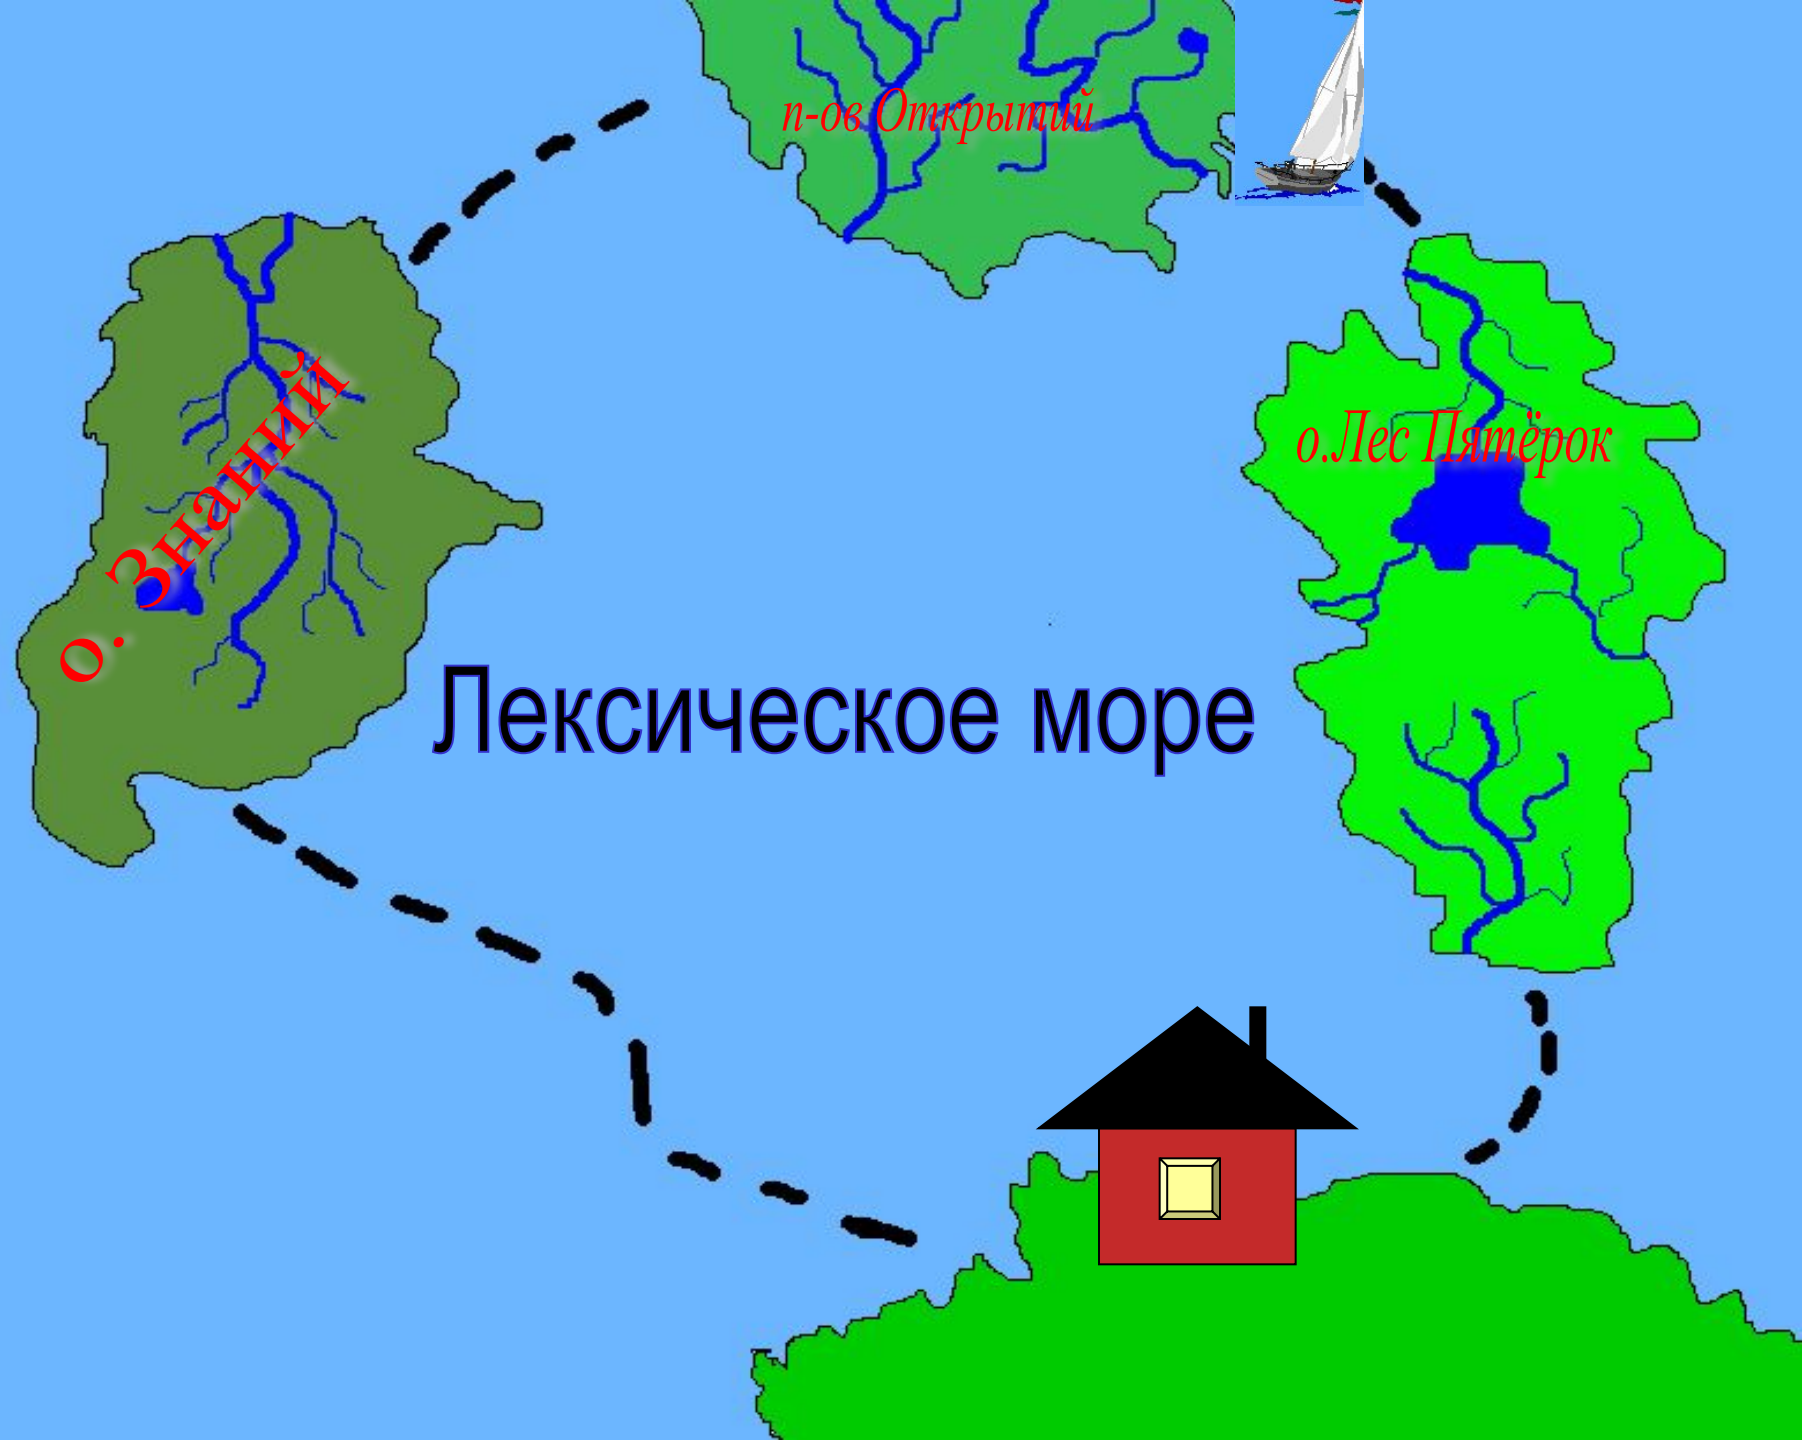 п-ов Открытий
о. Знаний
о.Лес Пятёрок
Лексическое море